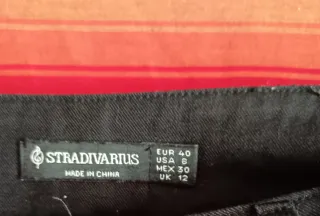 STRADIVARIUS
MADE IN CHINA
EUR 40
USA 8
MEX 30
UK 12